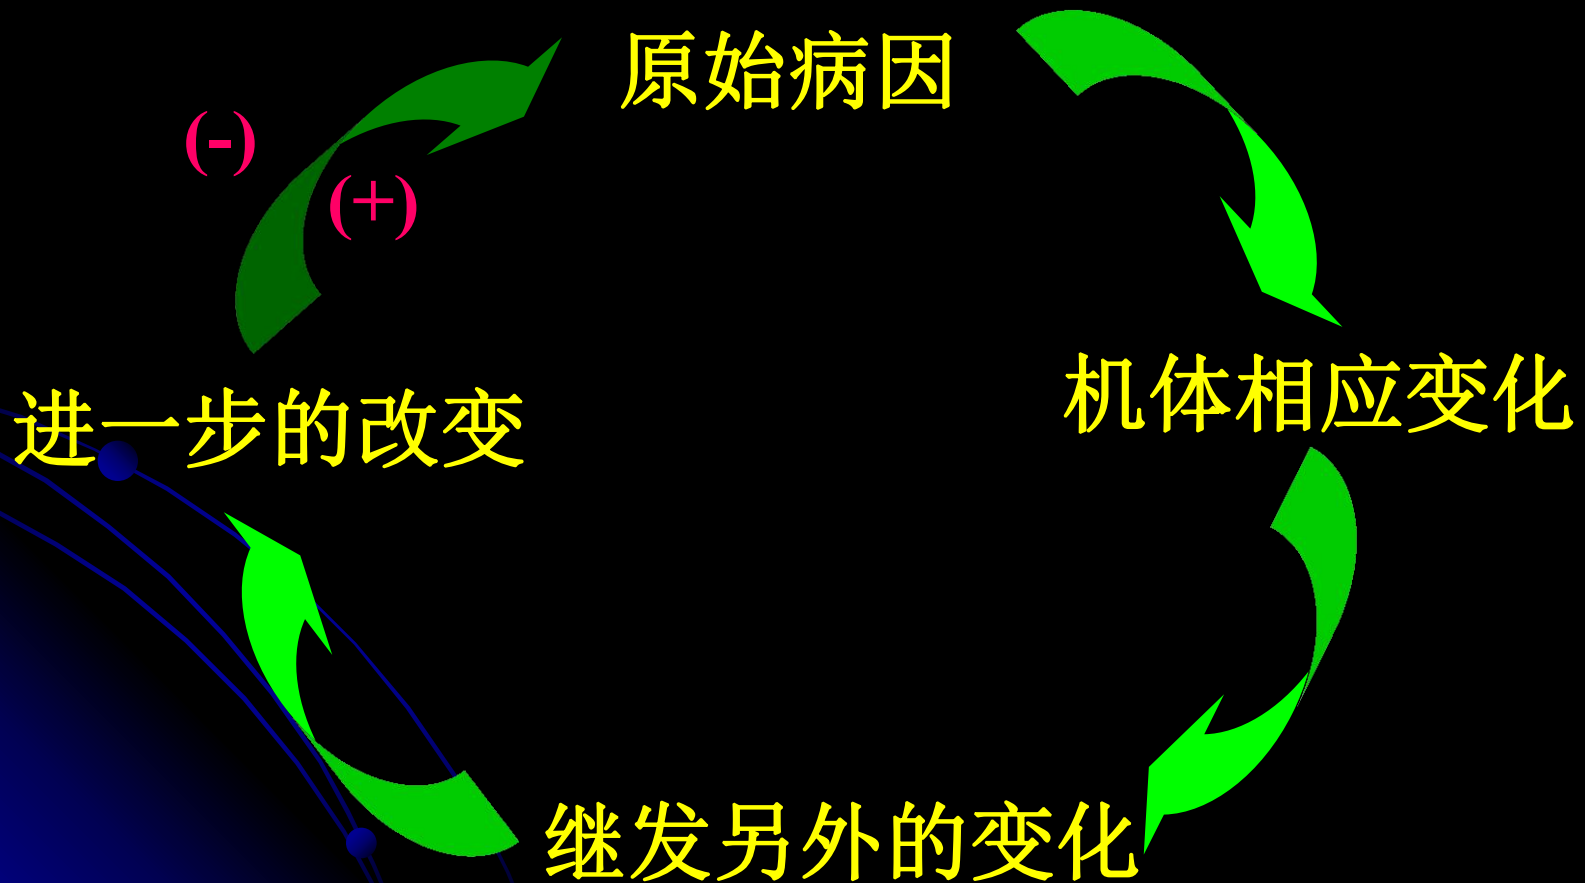 原始病因
(-)
(+)
机体相应变化
进一步的改变
继发另外的变化